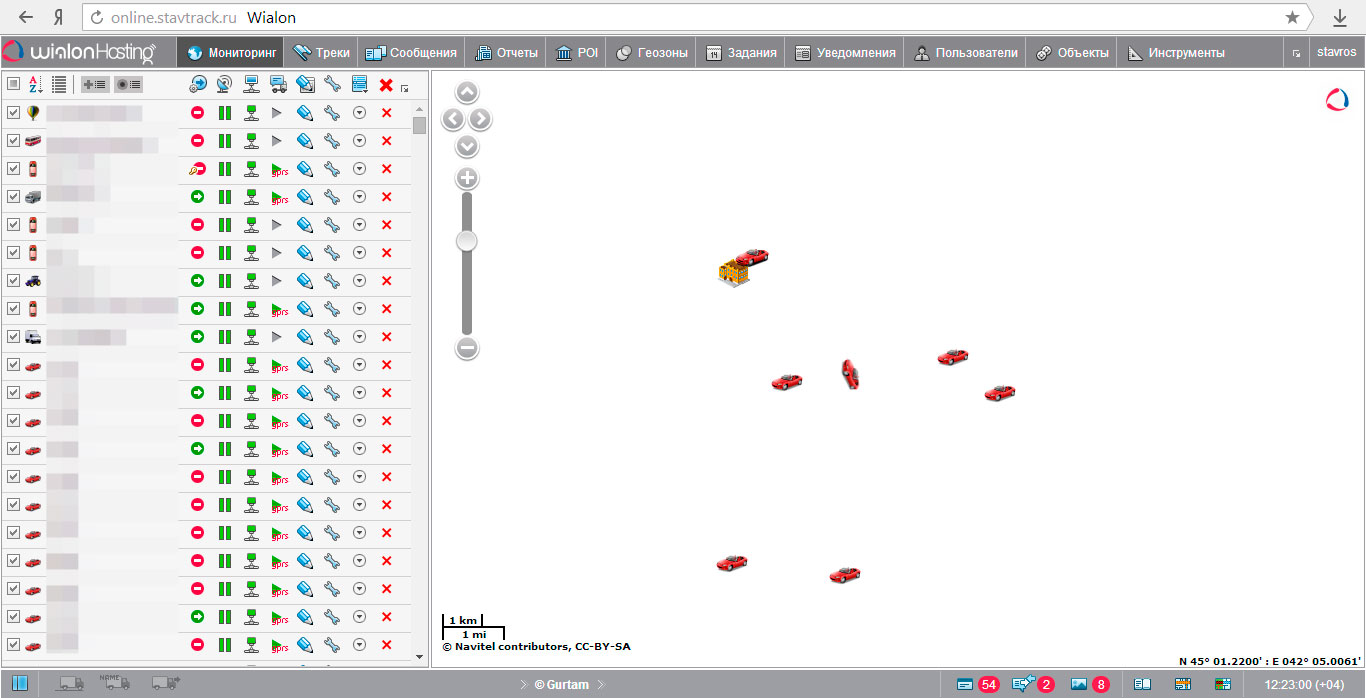 online.stavtrack.ru Wialon
wialonHosting Мониторинг Треки Сообщения Отчеты POI Геозоны Задания Уведомления Пользователи Объекты Инструменты stavros
gprs
gprs
gprs
gprs
gprs
gprs
gprs
gprs
gprs
gprs
gprs
gprs
gprs
gprs
1 km
1 mi
© Navitel contributors, CC-BY-SA
N 45° 01.2200' : E 042° 05.0061'
NAME © Gurtam 54 2 8 12:23:00 (+04)